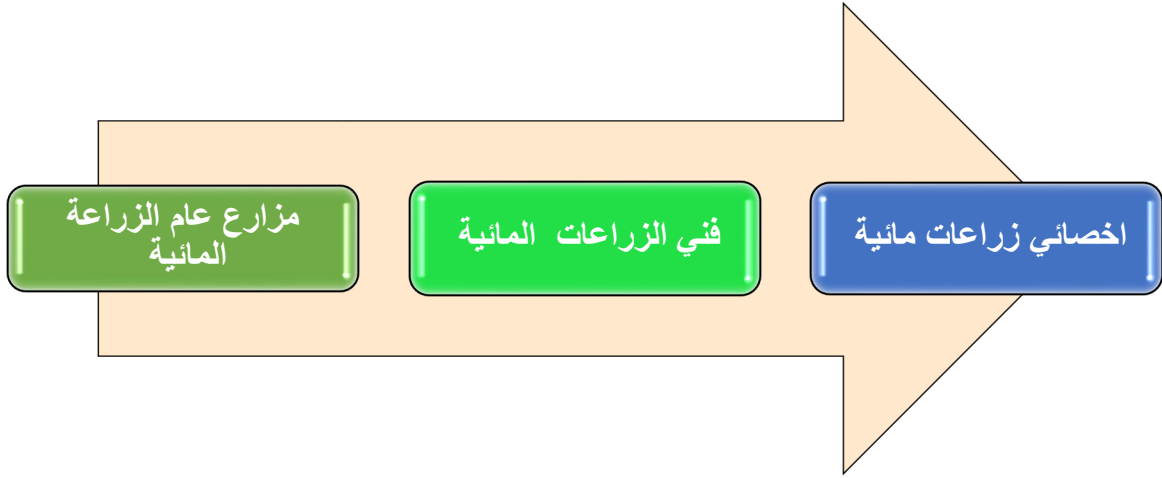 مزارع عام الزراعة
المائية
فني الزراعات المائية
اخصائي زراعات مائية